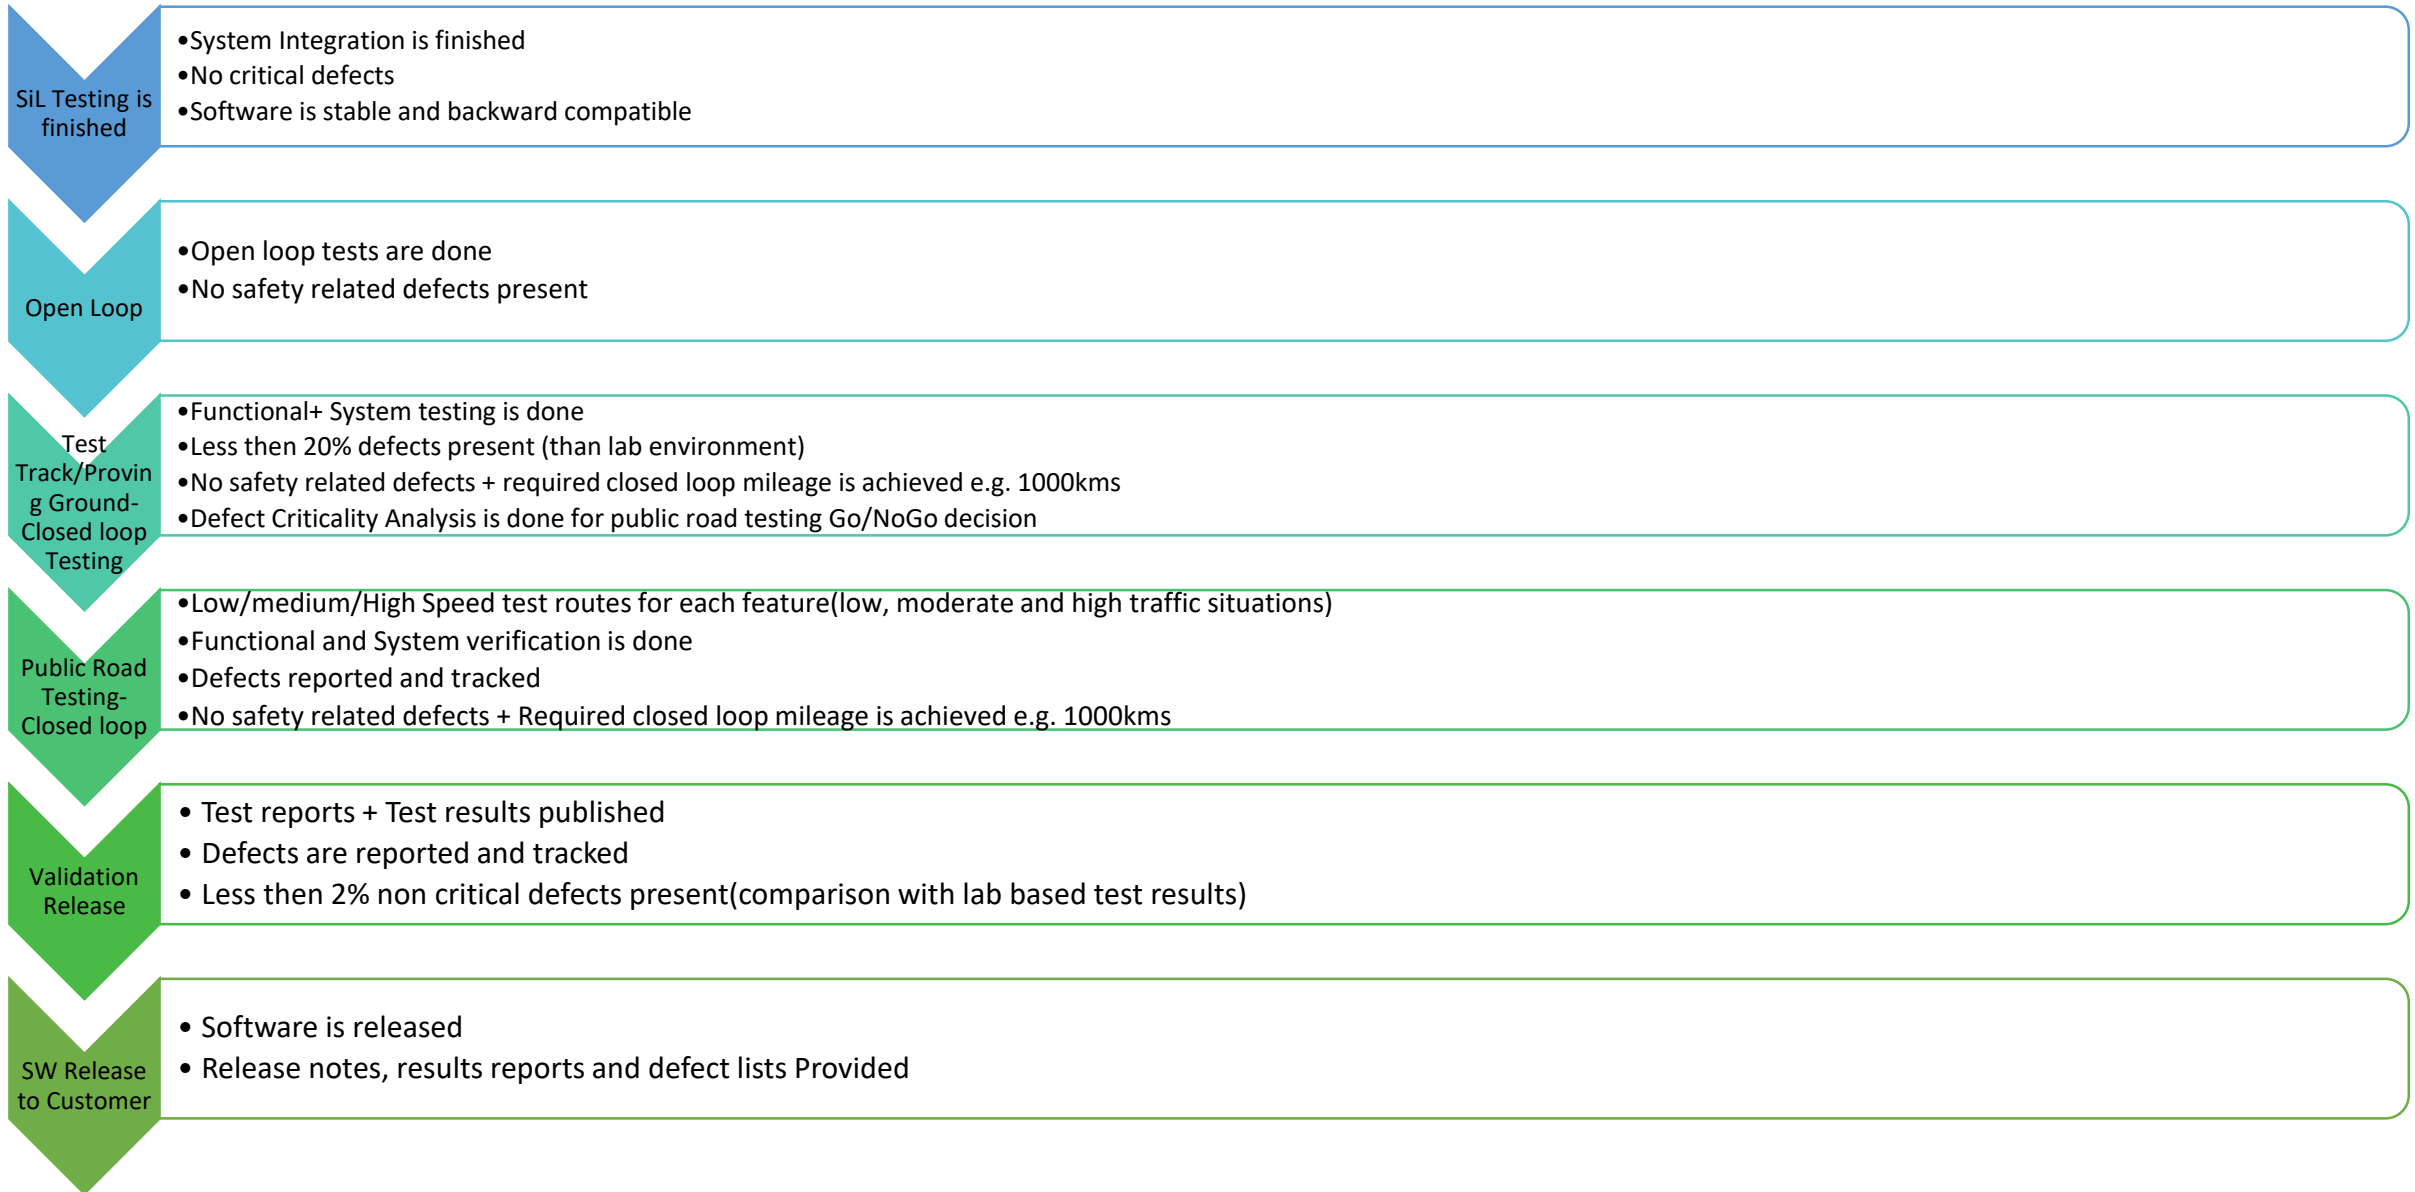 SiL Testing is
finished
•System Integration is finished
•No critical defects
•Software is stable and backward compatible
Open Loop
•Open loop tests are done
•No safety related defects present
Test
Track/Provin
g Ground-
Closed loop
Testing
•Functional+ System testing is done
•Less then 20% defects present (than lab environment)
•No safety related defects + required closed loop mileage is achieved e.g. 1000kms
•Defect Criticality Analysis is done for public road testing Go/NoGo decision
Public Road
Testing-
Closed loop
•Low/medium/High Speed test routes for each feature(low, moderate and high traffic situations)
•Functional and System verification is done
•Defects reported and tracked
•No safety related defects + Required closed loop mileage is achieved e.g. 1000kms
Validation
Release
• Test reports + Test results published
• Defects are reported and tracked
• Less then 2% non critical defects present(comparison with lab based test results)
SW Release
to Customer
• Software is released
• Release notes, results reports and defect lists Provided